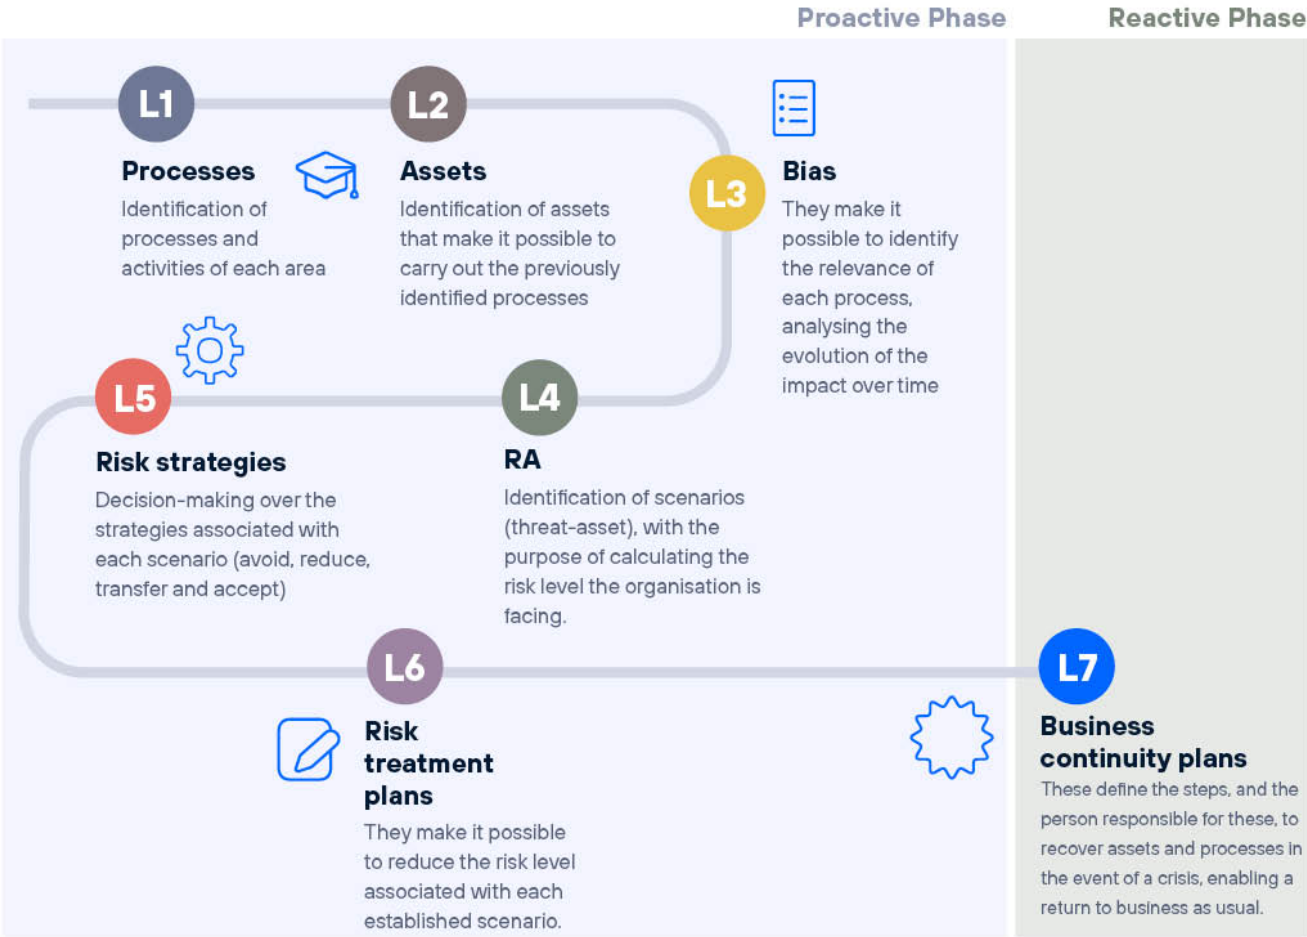 Proactive Phase
Reactive Phase
L1
Processes
Identification of
processes and
activities of each area
L2
Assets
Identification of assets
that make it possible to
carry out the previously
identified processes
L3
Bias
They make it
possible to identify
the relevance of
each process,
analysing the
evolution of the
impact over time
L4
RA
Identification of scenarios
(threat-asset), with the
purpose of calculating the
risk level the organisation is
facing.
L5
Risk strategies
Decision-making over the
strategies associated with
each scenario (avoid, reduce,
transfer and accept)
L6
Risk
treatment
plans
They make it possible
to reduce the risk level
associated with each
established scenario.
L7
Business
continuity plans
These define the steps, and the
person responsible for these, to
recover assets and processes in
the event of a crisis, enabling a
return to business as usual.